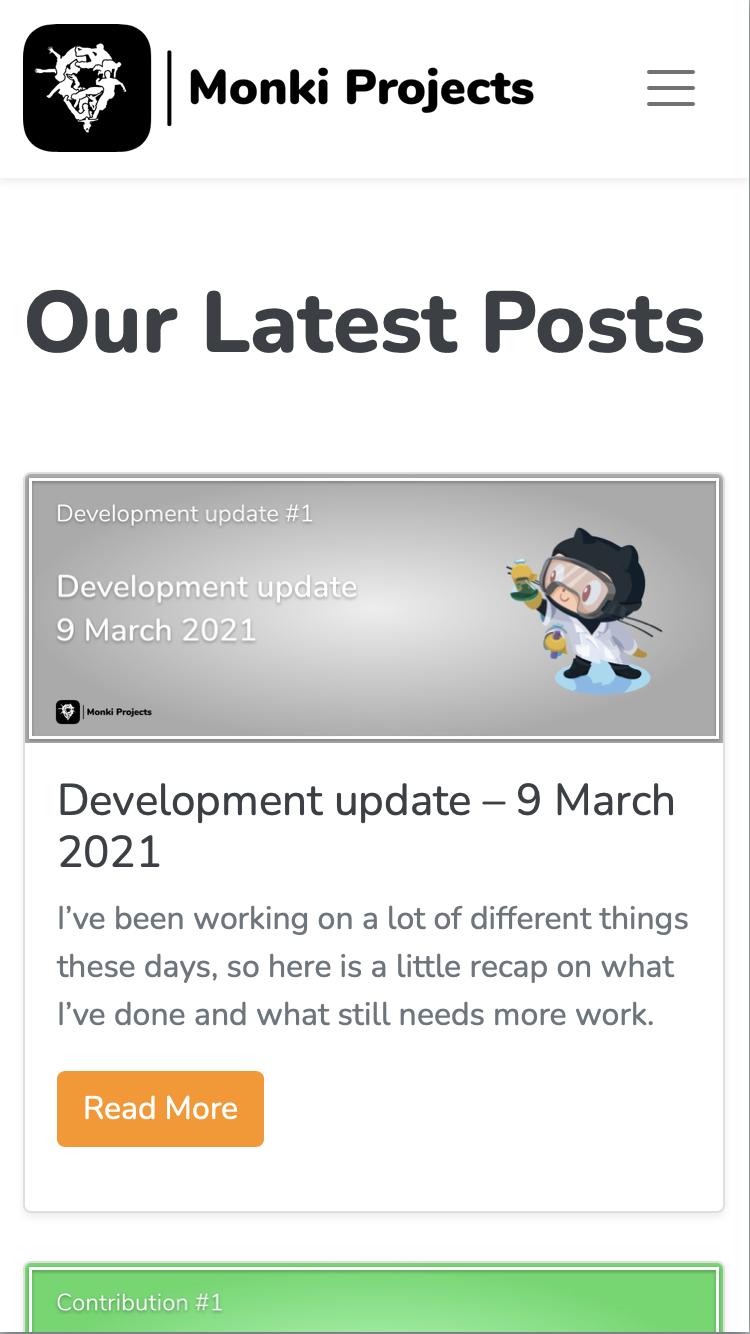 Monki Projects
Our Latest Posts
Development update #1
Development update
9 March 2021
Monki Projects
Development update – 9 March
2021
I’ve been working on a lot of different things
these days, so here is a little recap on what
I’ve done and what still needs more work.
Read More
Contribution #1